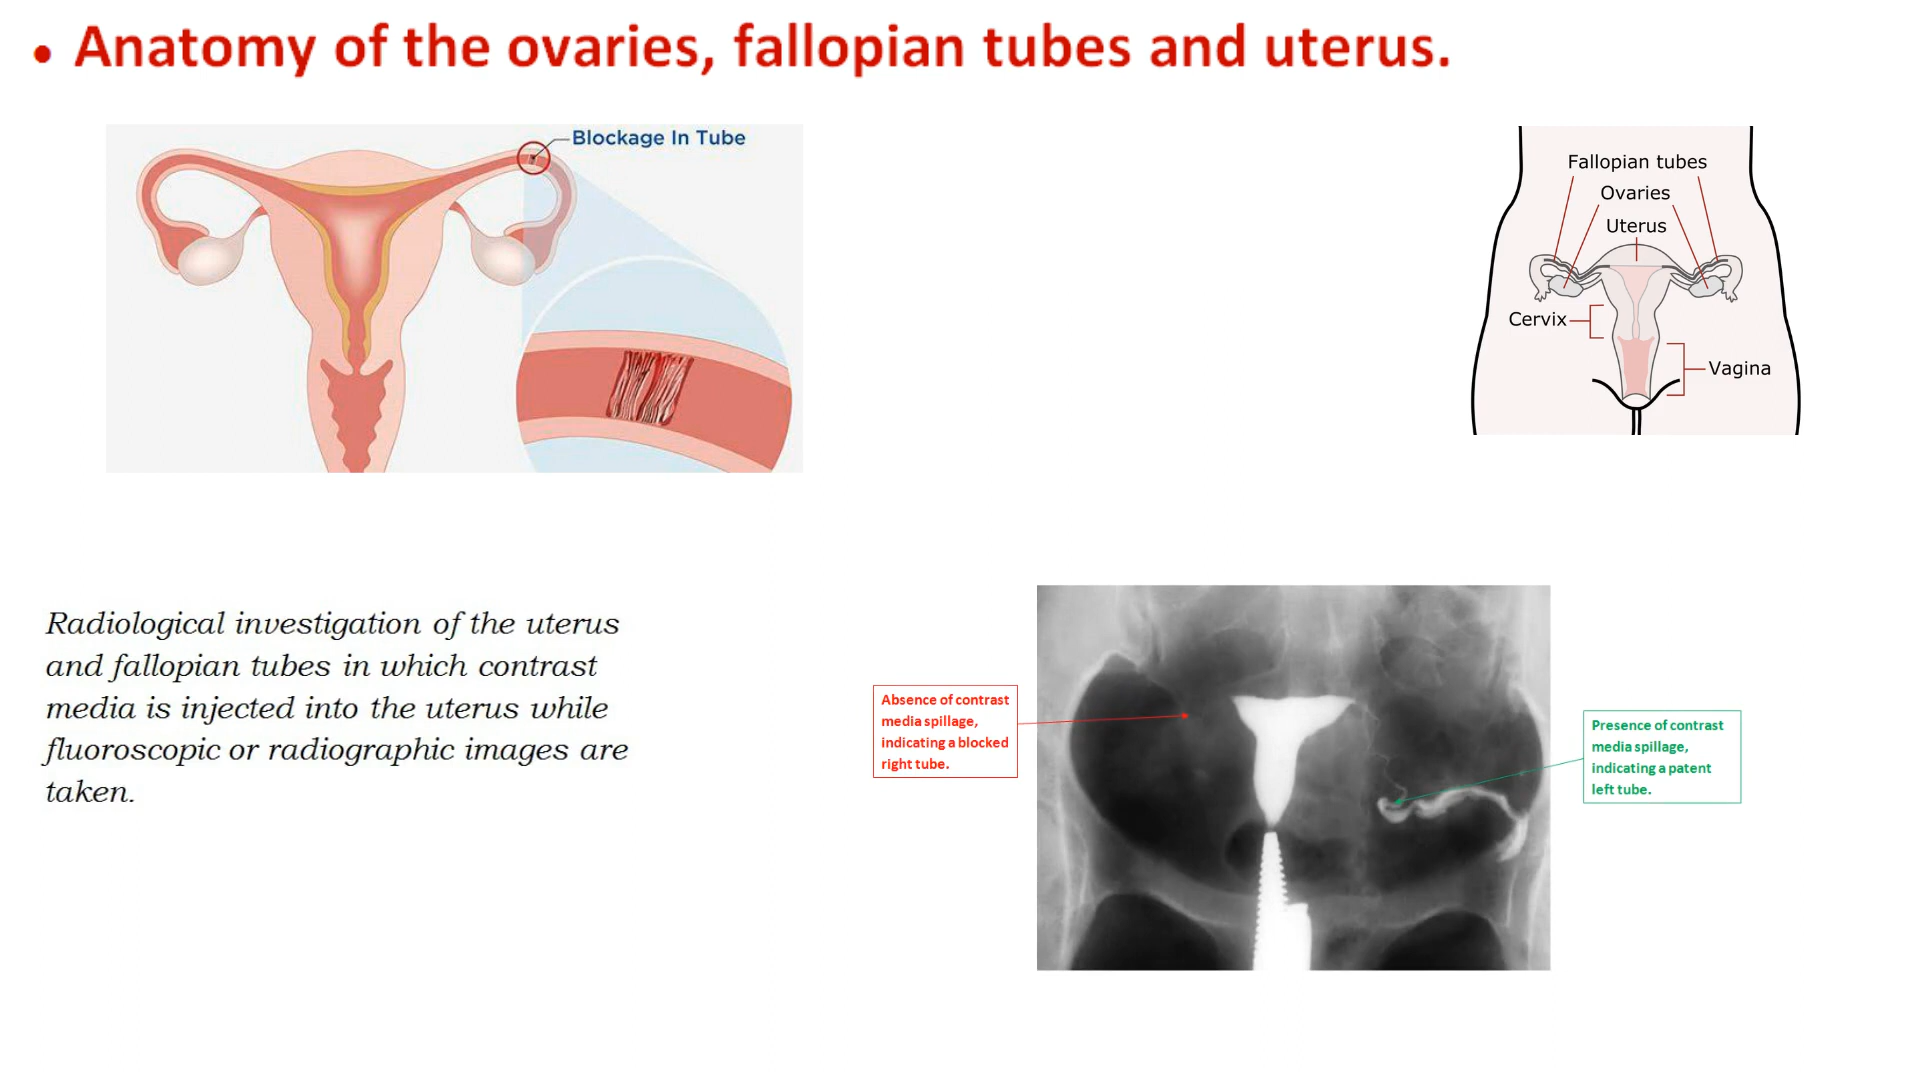 • Anatomy of the ovaries, fallopian tubes and uterus.
Blockage In Tube
Fallopian tubes
Ovaries
Uterus
Cervix
Vagina
Radiological investigation of the uterus
and fallopian tubes in which contrast
media is injected into the uterus while
fluoroscopic or radiographic images are
taken.
Absence of contrast
media spillage,
indicating a blocked
right tube.
Presence of contrast
media spillage,
indicating a patent
left tube.